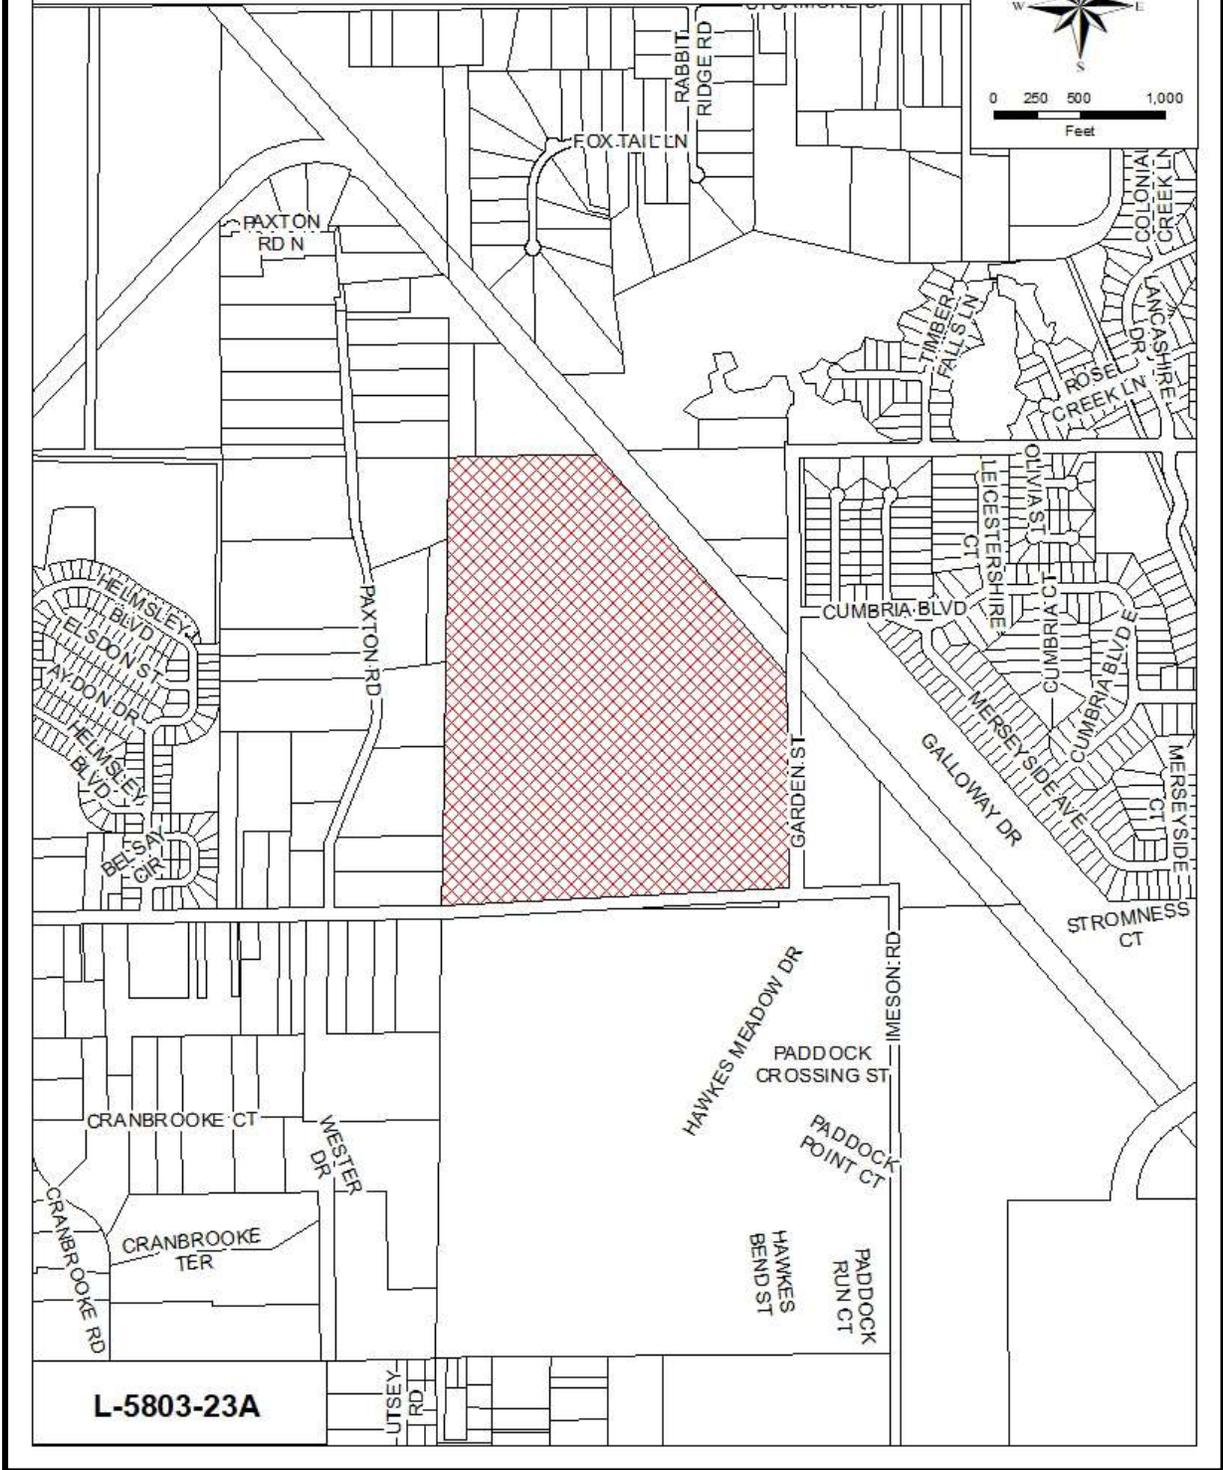 SYCAMORE ST
W
E
S
0 250 500 1,000
Feet
RABBIT
RIDGE RD
FOX TAIL LN
COLONIAL
CREEK LN
PAXTON
RD N
TIMBER
FALLS LN
LANCASHIRE
DR
ROSE
CREEK LN
OLIVIA ST
LEICESTERSHIRE
CT
HELMSLEY
BLVD
ELSDON ST
AYDON DR
HELMSLEY
BLVD
PAXTON RD
CUMBRIA BLVD
CUMBRIA CT
CUMBRIA BLVD E
MERSEYSIDE AVE
GALLOWAY DR
GARDEN ST
MERSEYSIDE
CT
BELSAY
CIR
STROMNESS
CT
IMESON RD
HAWKES MEADOW DR
PADDOCK
CROSSING ST
CRANBROOKE CT
WESTER
DR
PADDOCK
POINT CT
CRANBROOKE RD
CRANBROOKE
TER
HAWKES
BEND ST
PADDOCK
RUN CT
UTSEY
RD
L-5803-23A